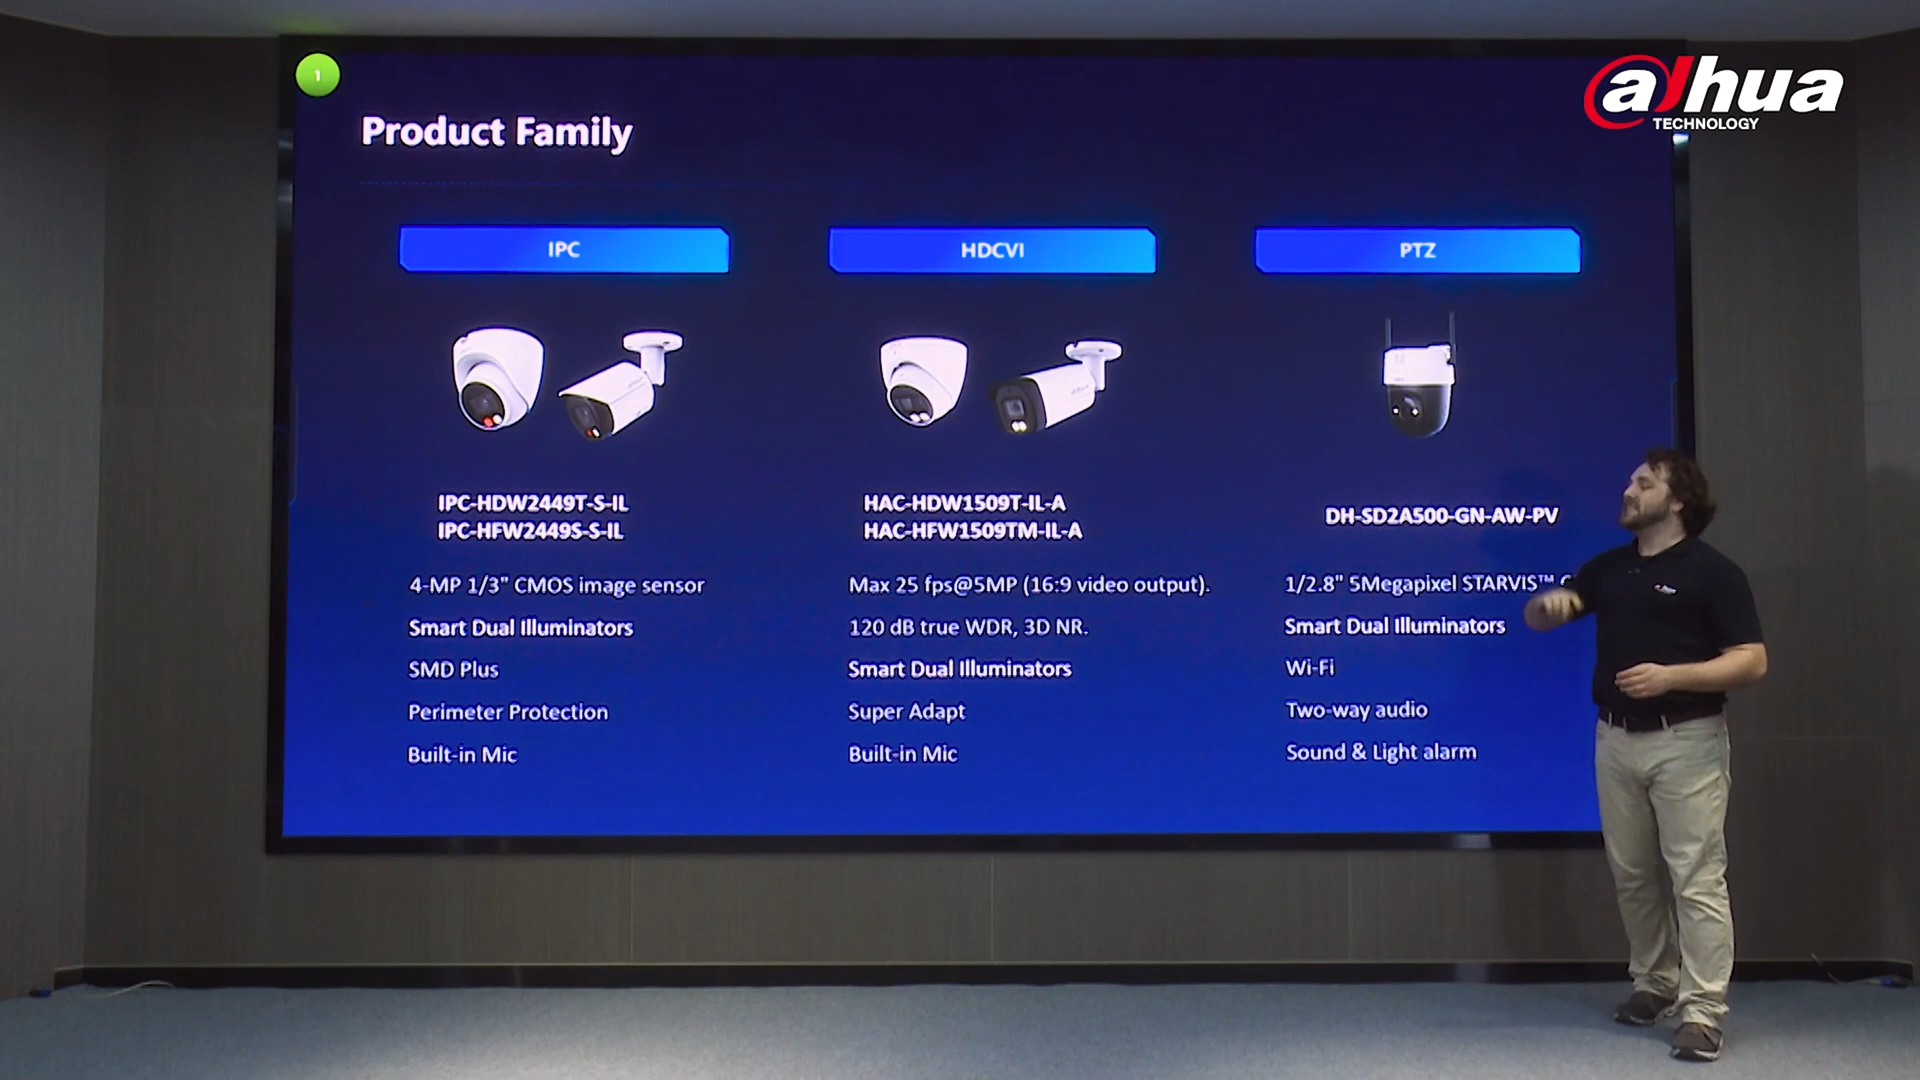 1
alhua
TECHNOLOGY
Product Family
IPC
IPC-HDW2449T-S-IL
IPC-HFW2449S-S-IL
4-MP 1/3" CMOS image sensor
Smart Dual Illuminators
SMD Plus
Perimeter Protection
Built-in Mic
HDCVI
HAC-HDW1509T-IL-A
HAC-HFW1509TM-IL-A
Max 25 fps@5MP (16:9 video output).
120 dB true WDR, 3D NR.
Smart Dual Illuminators
Super Adapt
Built-in Mic
PTZ
DH-SD2A500-GN-AW-PV
1/2.8" 5Megapixel STARVIS™
Smart Dual Illuminators
Wi-Fi
Two-way audio
Sound & Light alarm